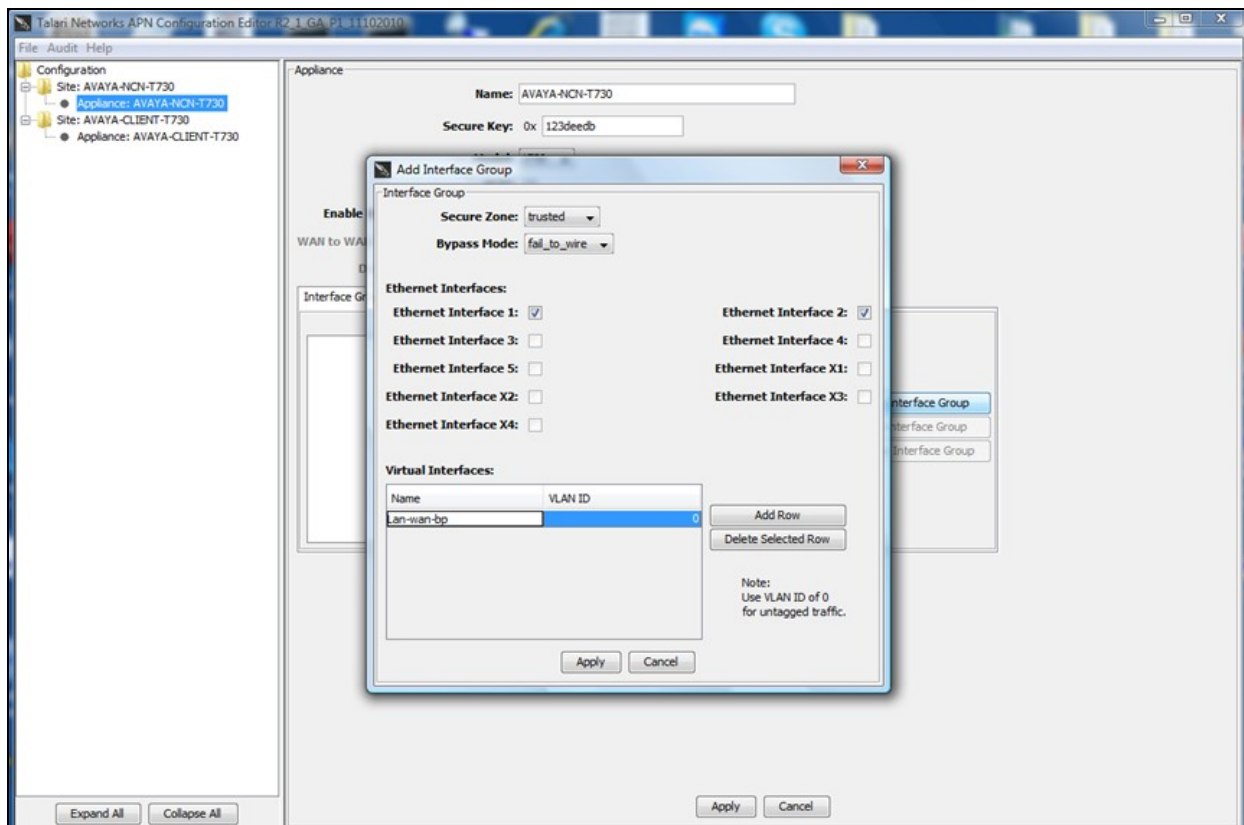 Talari Networks APN Configuration Editor R2_1_GA_P1_11102010
File Audit Help
Configuration
Site: AVAYA-NCN-T730
Appliance: AVAYA-NCN-T730
Site: AVAYA-CLIENT-T730
Appliance: AVAYA-CLIENT-T730
Expand All Collapse All
Appliance
Name: AVAYA-NCN-T730
Secure Key: 0x 123deedb
Enable
WAN to WA
Interface Gr
Add Interface Group
Interface Group
Secure Zone: trusted
Bypass Mode: fail_to_wire
Ethernet Interfaces:
Ethernet Interface 1: Ethernet Interface 2:
Ethernet Interface 3: Ethernet Interface 4:
Ethernet Interface 5: Ethernet Interface X1:
Ethernet Interface X2: Ethernet Interface X3:
Ethernet Interface X4:
Virtual Interfaces:
Name VLAN ID
Lan-wan-bp 0
Add Row
Delete Selected Row
Note:
Use VLAN ID of 0
for untagged traffic.
Apply Cancel
nterface Group
terface Group
Interface Group
Apply Cancel